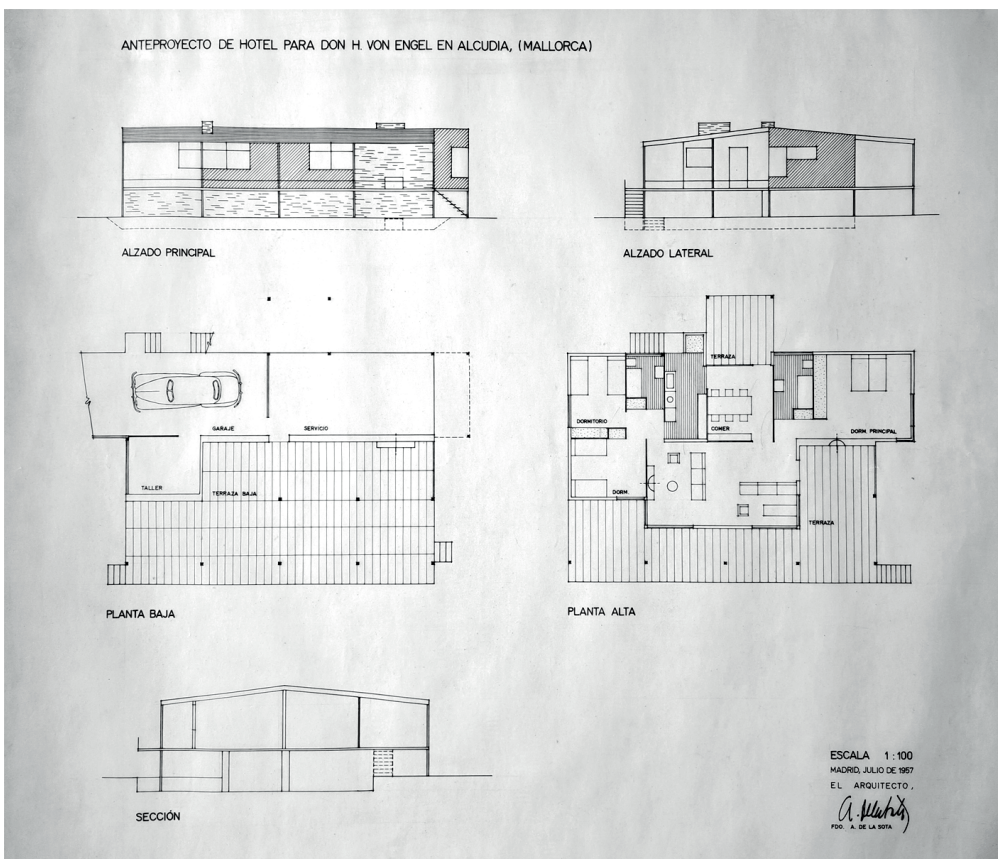 ANTEPROYECTO DE HOTEL PARA DON H. VON ENGEL EN ALCUDIA, (MALLORCA)
ALZADO PRINCIPAL
ALZADO LATERAL
GARAJE
SERVICIO
TALLER
TERRAZA BAJA
PLANTA BAJA
TERRAZA
DORMITORIO
COMER
DORM. PRINCIPAL
DORM.
TERRAZA
PLANTA ALTA
SECCIÓN
ESCALA 1:100
MADRID, JULIO DE 1957
EL ARQUITECTO,
FDO. A. DE LA SOTA